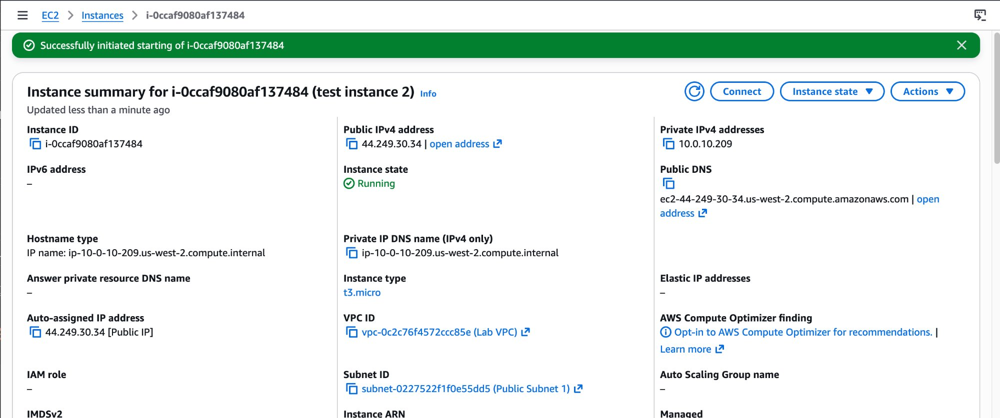 EC2 > Instances > i-0ccaf9080af137484
Successfully initiated starting of i-0ccaf9080af137484
Instance summary for i-0ccaf9080af137484 (test instance 2) Info
Connect
Instance state
Actions
Updated less than a minute ago
Instance ID
i-0ccaf9080af137484
Public IPv4 address
44.249.30.34 | open address
Private IPv4 addresses
10.0.10.209
IPv6 address
–
Instance state
Running
Public DNS
ec2-44-249-30-34.us-west-2.compute.amazonaws.com | open
address
Hostname type
IP name: ip-10-0-10-209.us-west-2.compute.internal
Private IP DNS name (IPv4 only)
ip-10-0-10-209.us-west-2.compute.internal
Answer private resource DNS name
–
Instance type
t3.micro
Elastic IP addresses
–
Auto-assigned IP address
44.249.30.34 [Public IP]
VPC ID
vpc-0c2c76f4572ccc85e (Lab VPC)
AWS Compute Optimizer finding
Opt-in to AWS Compute Optimizer for recommendations. |
Learn more
IAM role
–
Subnet ID
subnet-0227522f1f0e55dd5 (Public Subnet 1)
Auto Scaling Group name
–
IMDSv2
Instance ARN
Managed